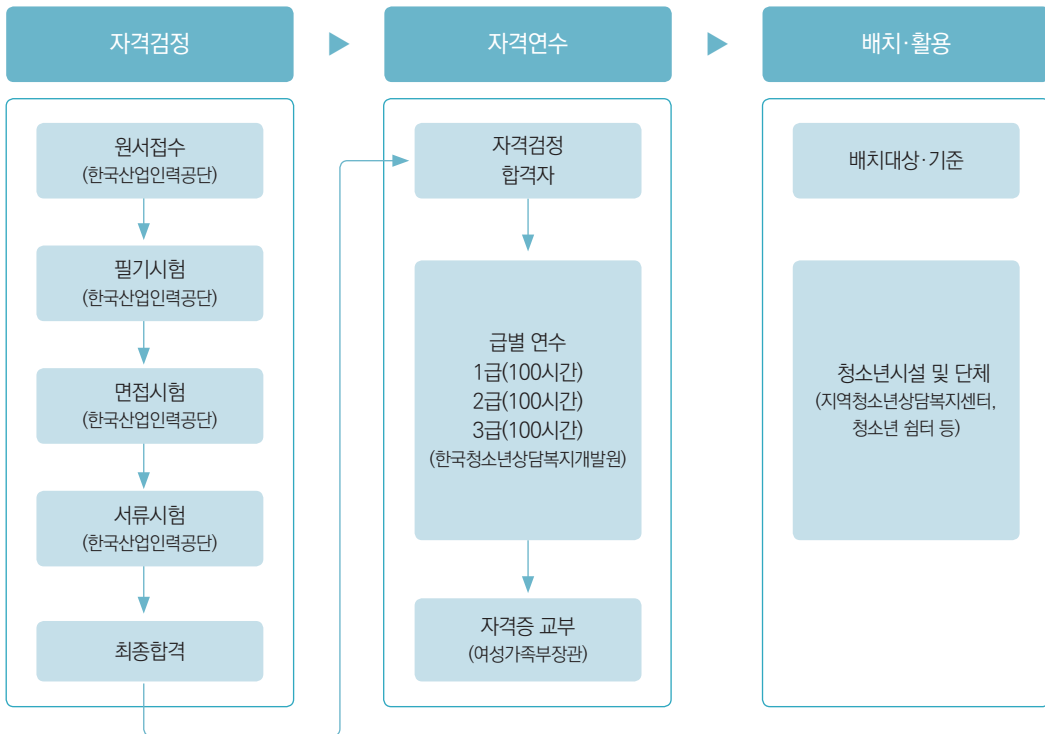 자격검정
자격연수
배치·활용
원서접수
(한국산업인력공단)
필기시험
(한국산업인력공단)
면접시험
(한국산업인력공단)
서류시험
(한국산업인력공단)
최종합격
자격검정
합격자
급별 연수
1급(100시간)
2급(100시간)
3급(100시간)
(한국청소년상담복지개발원)
자격증 교부
(여성가족부장관)
배치대상·기준
청소년시설 및 단체
(지역청소년상담복지센터,
청소년 쉼터 등)